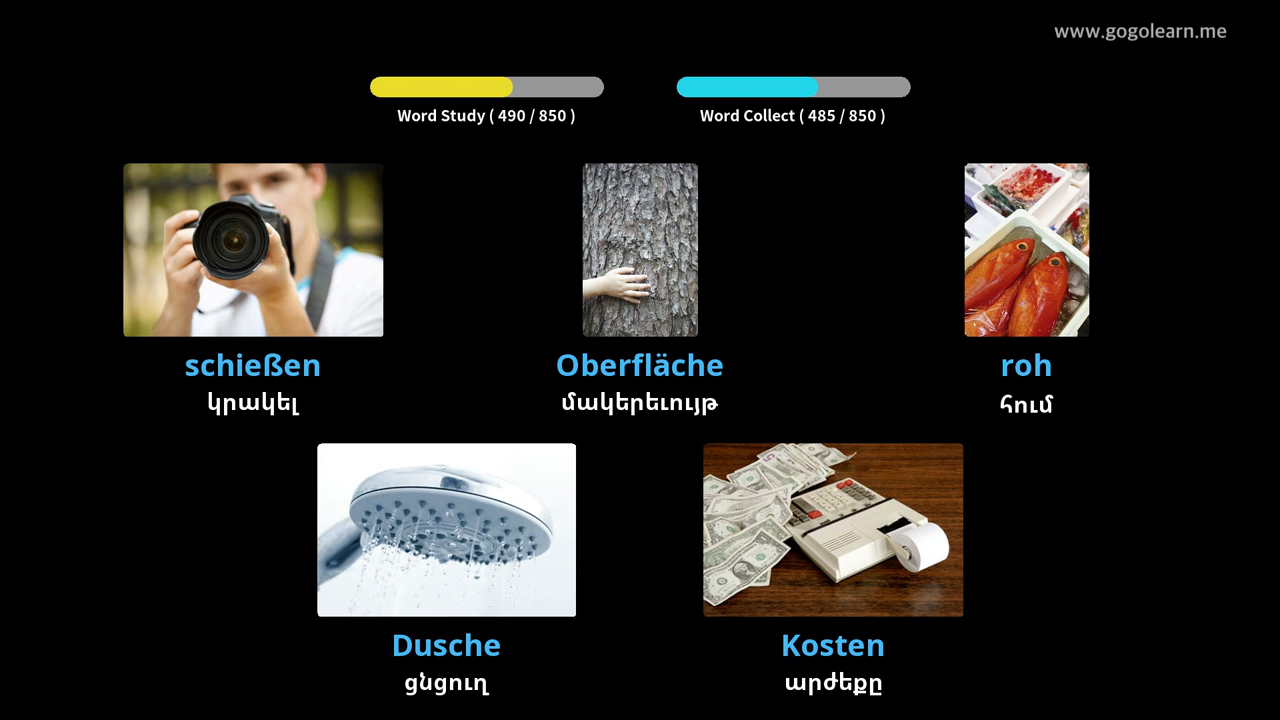 www.gogolearn.me
Word Study ( 490 / 850 )
Word Collect ( 485 / 850 )
schießen
կրակել
Oberfläche
մակերեւույթ
roh
հում
Dusche
ցնցուղ
Kosten
արժեքը